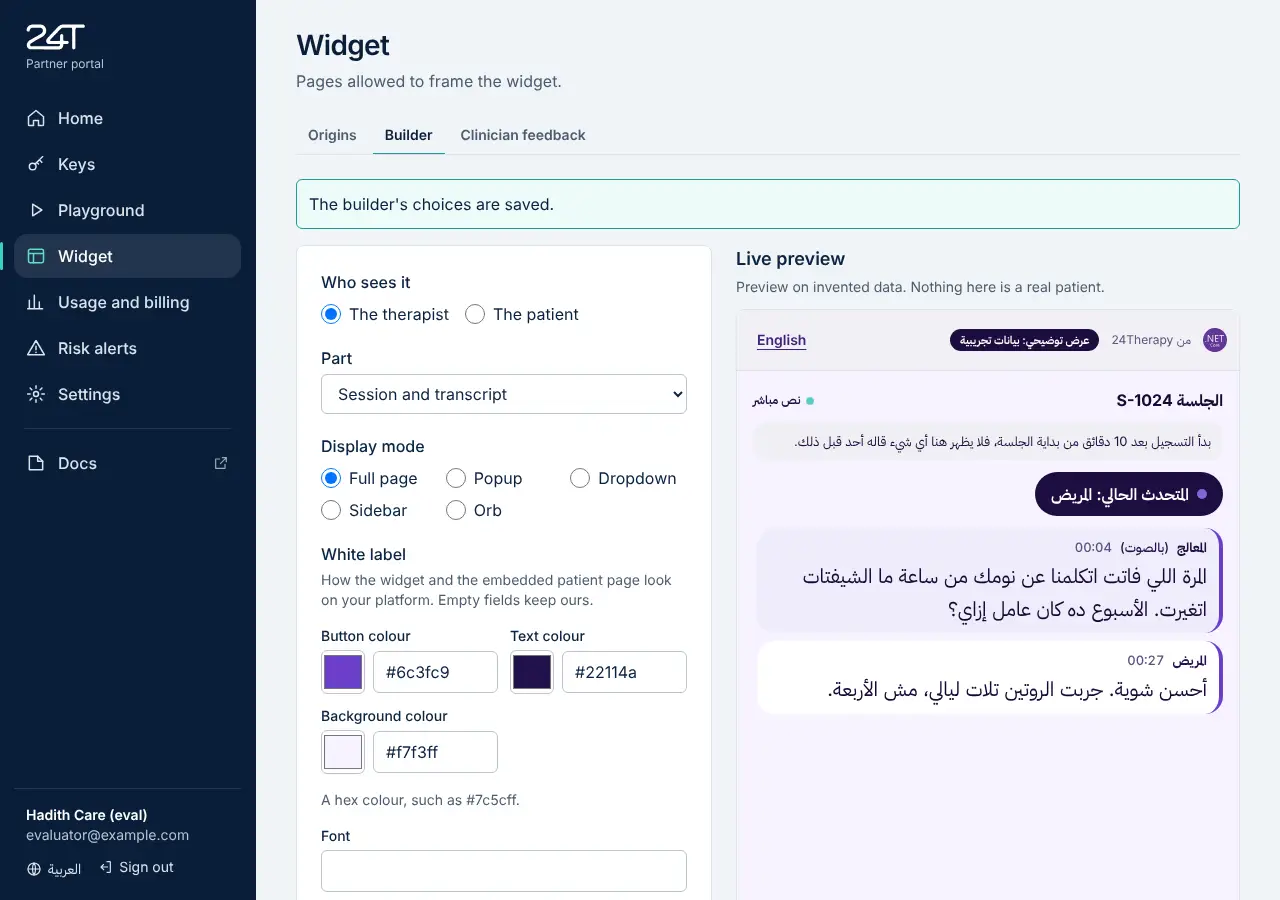 24T
Partner portal
Home
Keys
Playground
Widget
Usage and billing
Risk alerts
Settings
Docs
Hadith Care (eval)
evaluator@example.com
العربية
Sign out
Widget
Pages allowed to frame the widget.
Origins
Builder
Clinician feedback
The builder's choices are saved.
Who sees it
The therapist
The patient
Part
Session and transcript
Display mode
Full page
Popup
Dropdown
Sidebar
Orb
White label
How the widget and the embedded patient page look
on your platform. Empty fields keep ours.
Button colour
Text colour
#6c3fc9
#22114a
Background colour
#f7f3ff
A hex colour, such as #7c5cff.
Font
Live preview
Preview on invented data. Nothing here is a real patient.
.NET
من 24Therapy
عرض توضيحي: بيانات تجريبية
English
الجلسة S-1024
نص مباشر
بدأ التسجيل بعد 10 دقائق من بداية الجلسة، فلا يظهر هنا أي شيء قاله أحد قبل ذلك.
المتحدث الحالي: المريض
المعالج (بالصوت) 00:04
المرة اللي فاتت اتكلمنا عن نومك من ساعة ما الشيفتات
اتغيرت. الأسبوع ده كان عامل إزاي؟
المريض 00:27
أحسن شوية. جربت الروتين تلات ليالي، مش الأربعة.